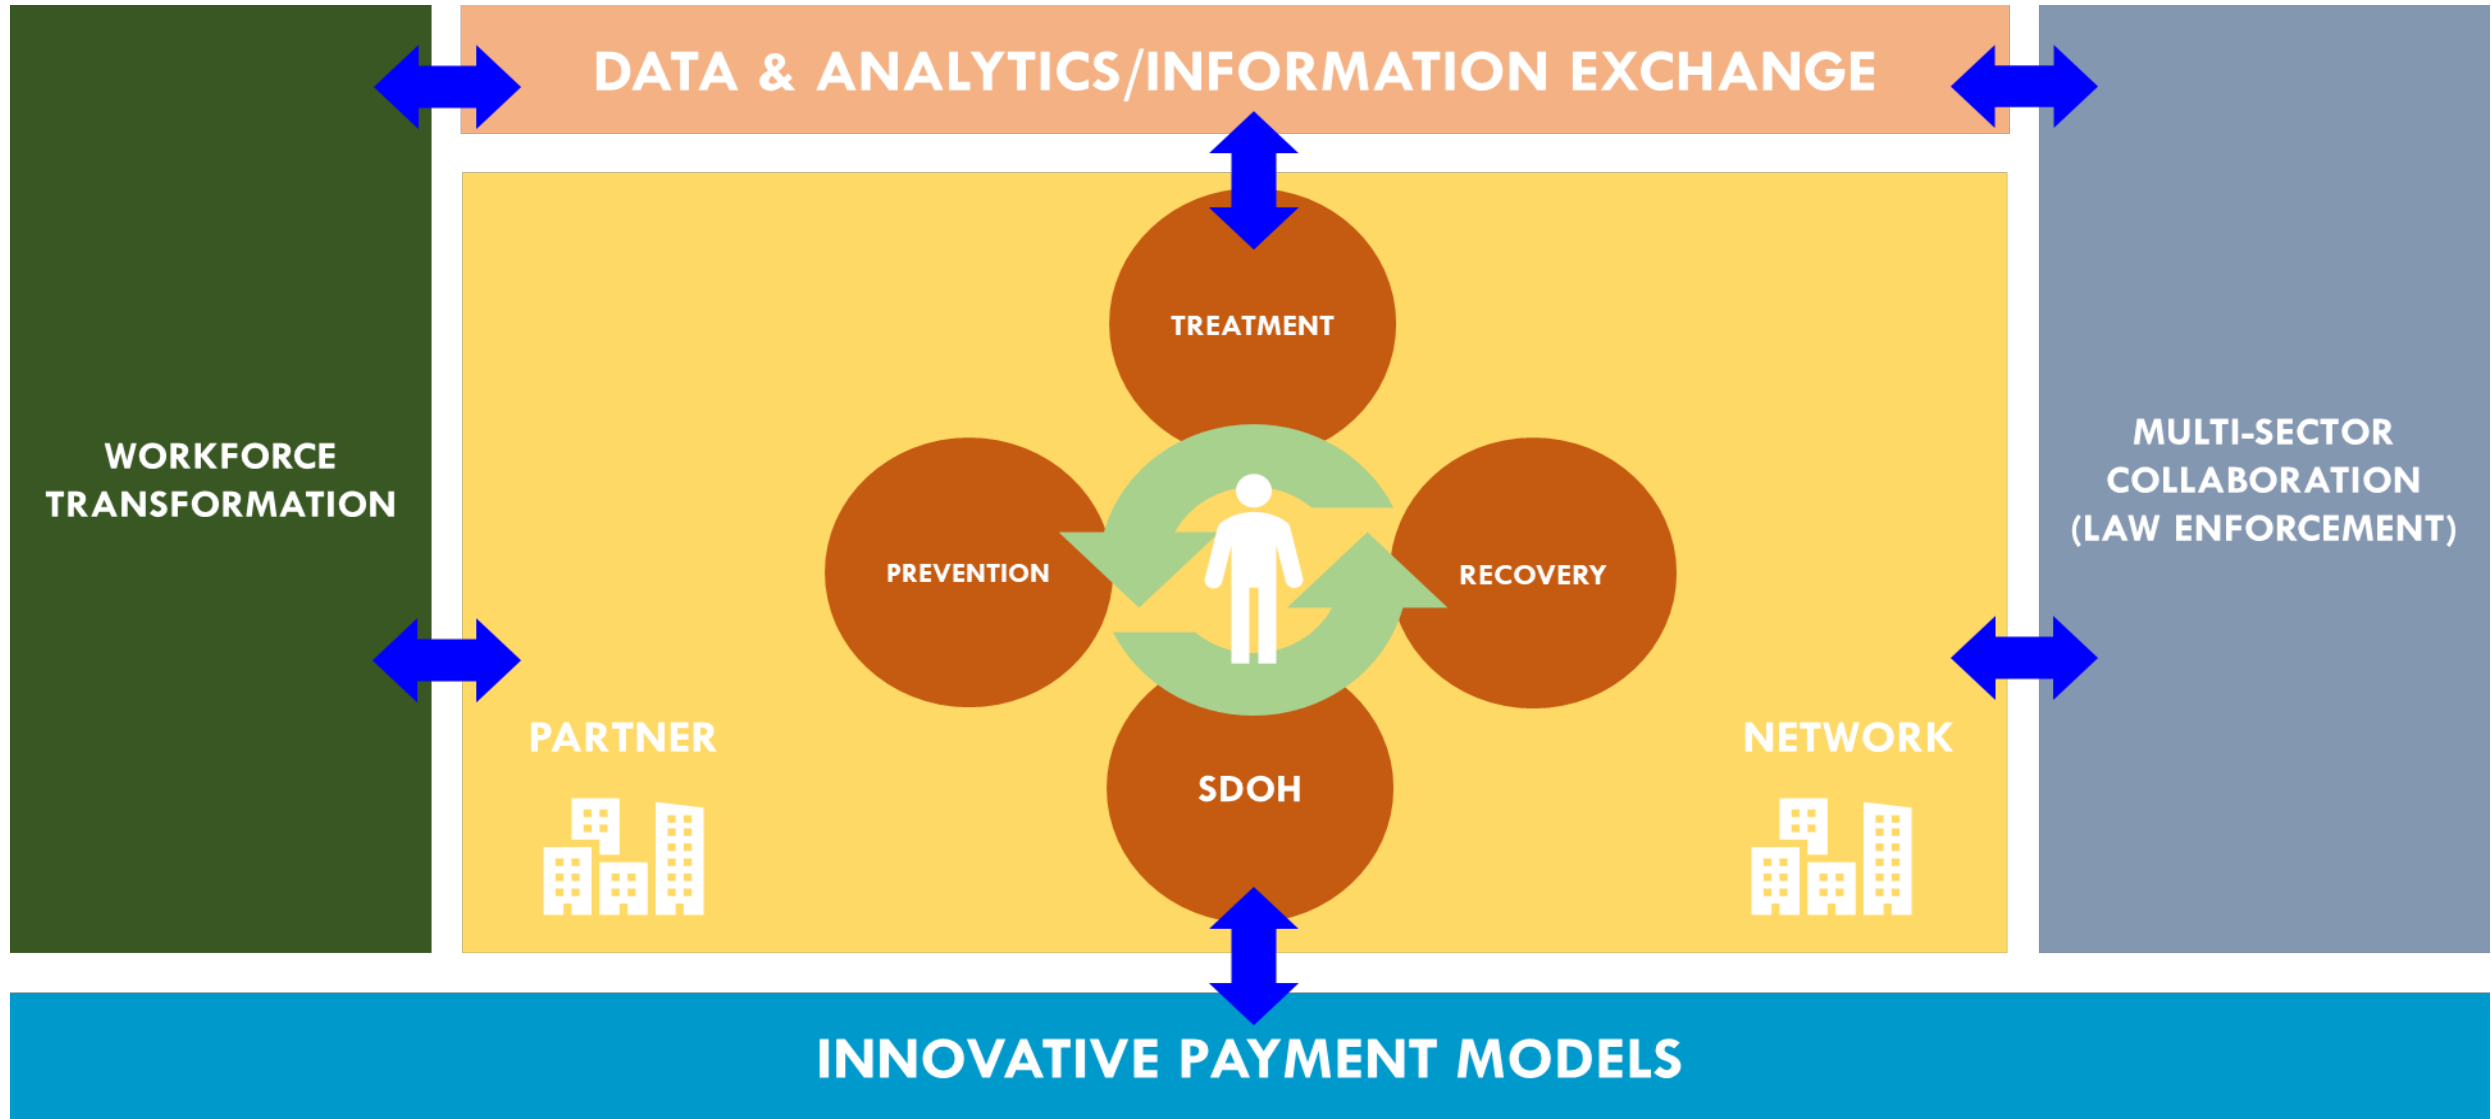 DATA & ANALYTICS/INFORMATION EXCHANGE
WORKFORCE
TRANSFORMATION
TREATMENT
PREVENTION
RECOVERY
SDOH
PARTNER
NETWORK
MULTI-SECTOR
COLLABORATION
(LAW ENFORCEMENT)
INNOVATIVE PAYMENT MODELS